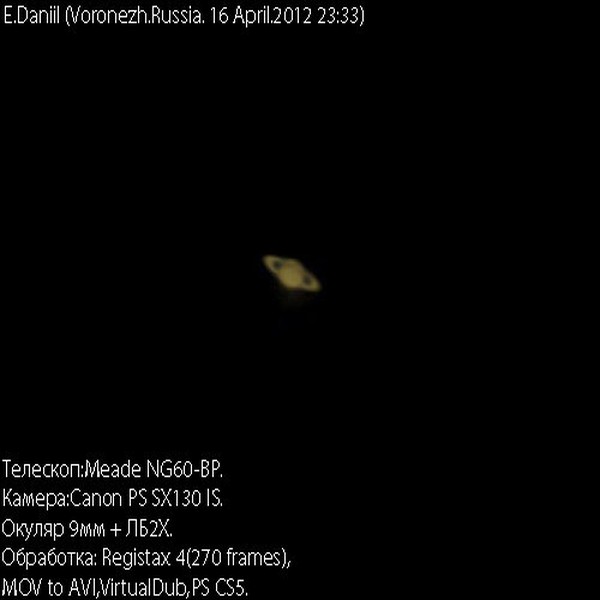 E.Daniil (Voronezh.Russia. 16 April.2012 23:33)
Телескоп:Meade NG60-BP.
Камера:Canon PS SX130 IS.
Окуляр 9мм + ЛБ2X.
Обработка: Registax 4(270 frames),
MOV to AVI,VirtualDub,PS CS5.